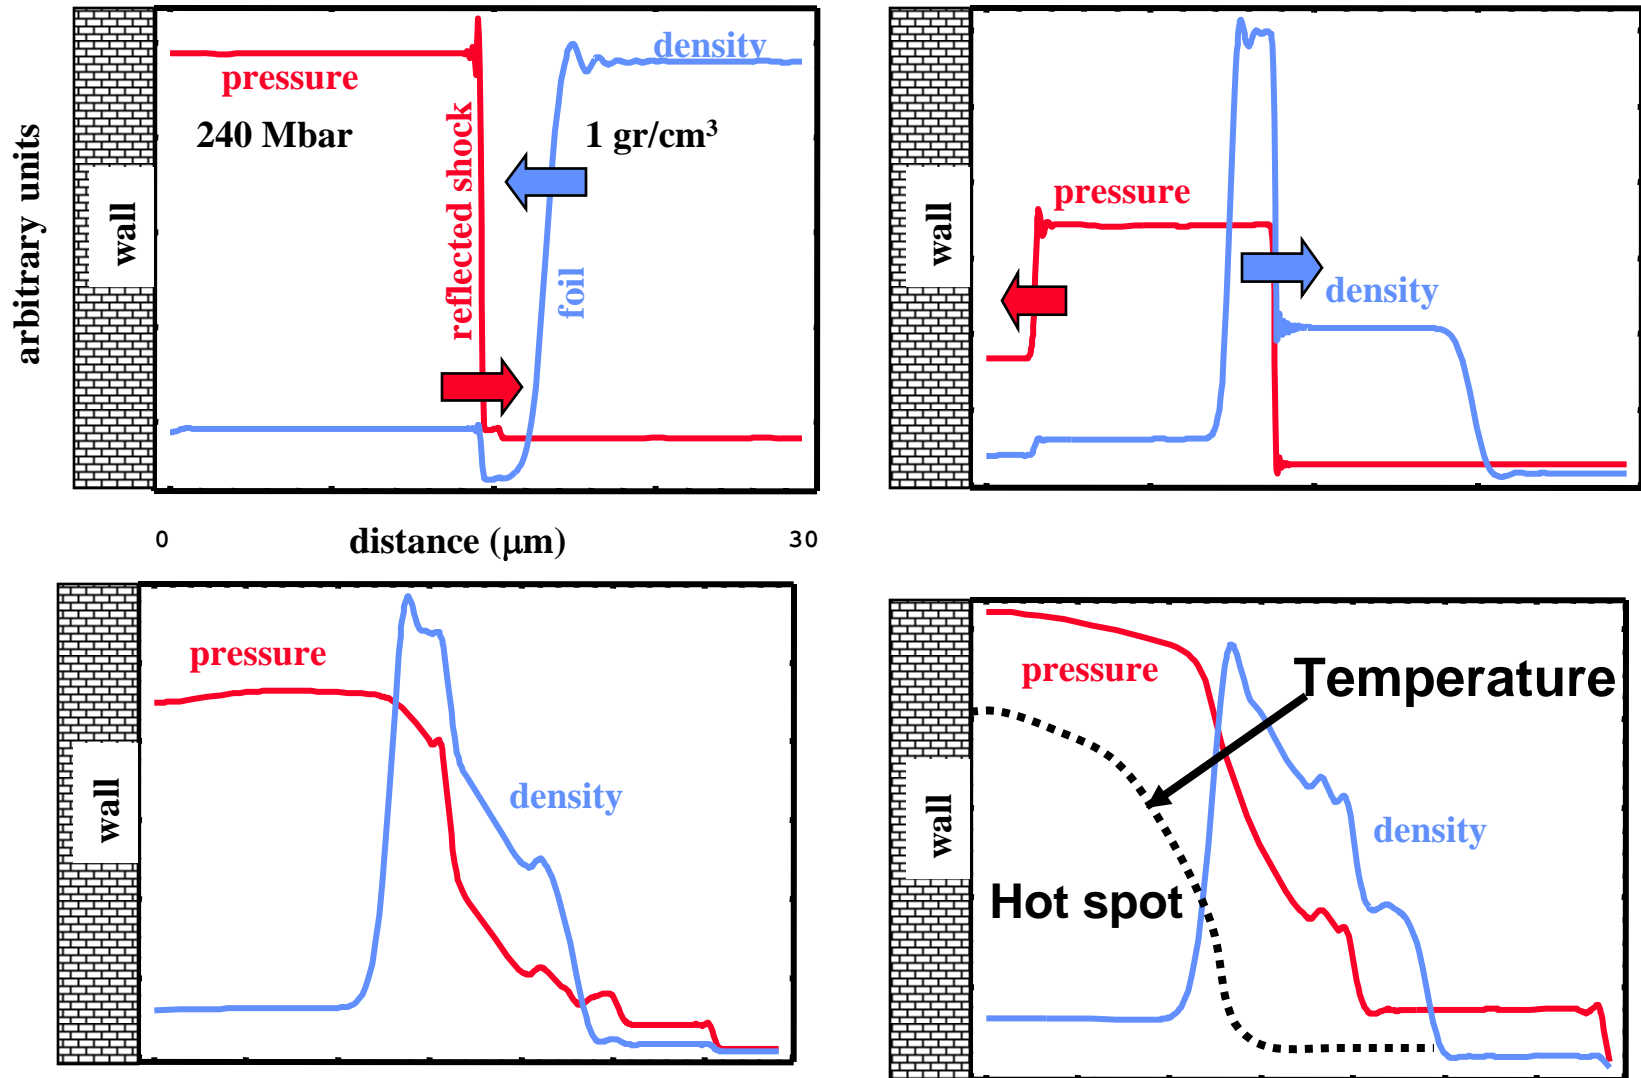 arbitrary units
wall
pressure
240 Mbar
reflected shock
foil
density
1 gr/cm³
0
distance (μm)
30
wall
pressure
density
wall
pressure
density
wall
pressure
Temperature
density
Hot spot